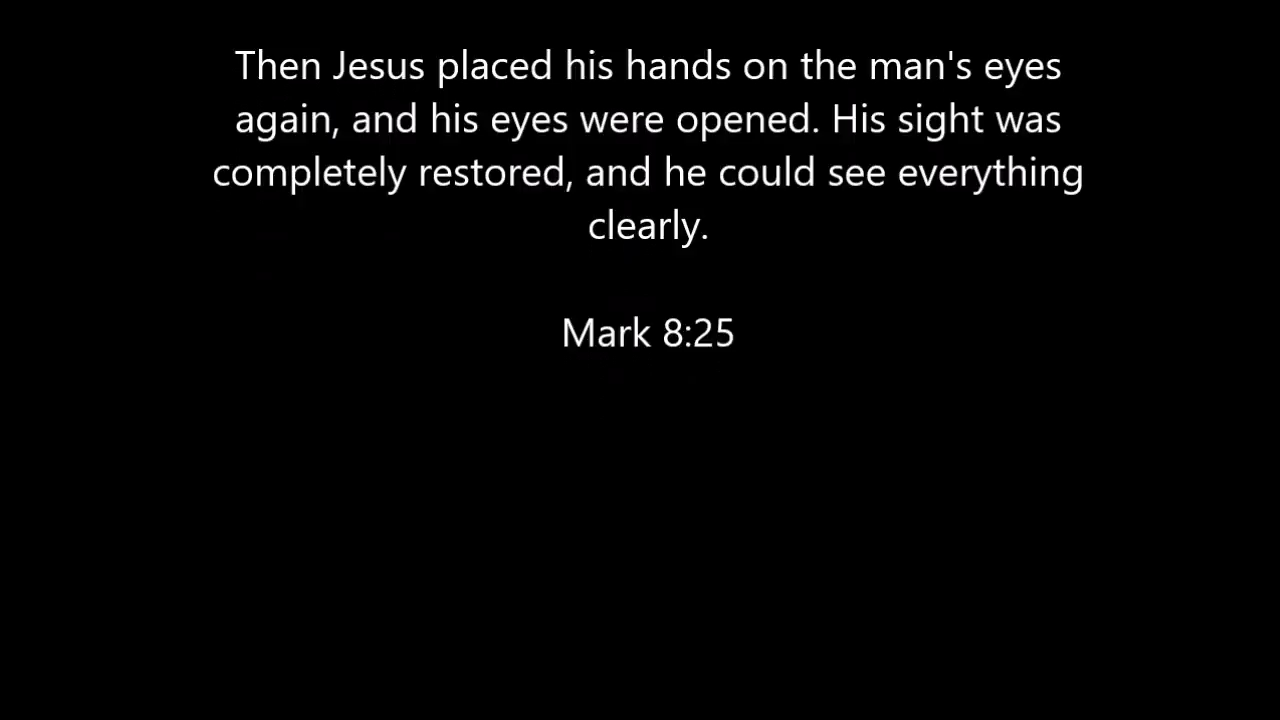 Then Jesus placed his hands on the man's eyes
again, and his eyes were opened. His sight was
completely restored, and he could see everything
clearly.
Mark 8:25